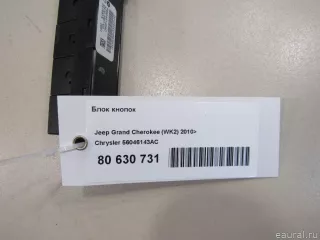 Блок кнопок
Jeep Grand Cherokee (WK2) 2010>
Chrysler 56046143AC
80 630 731
eaural.ru